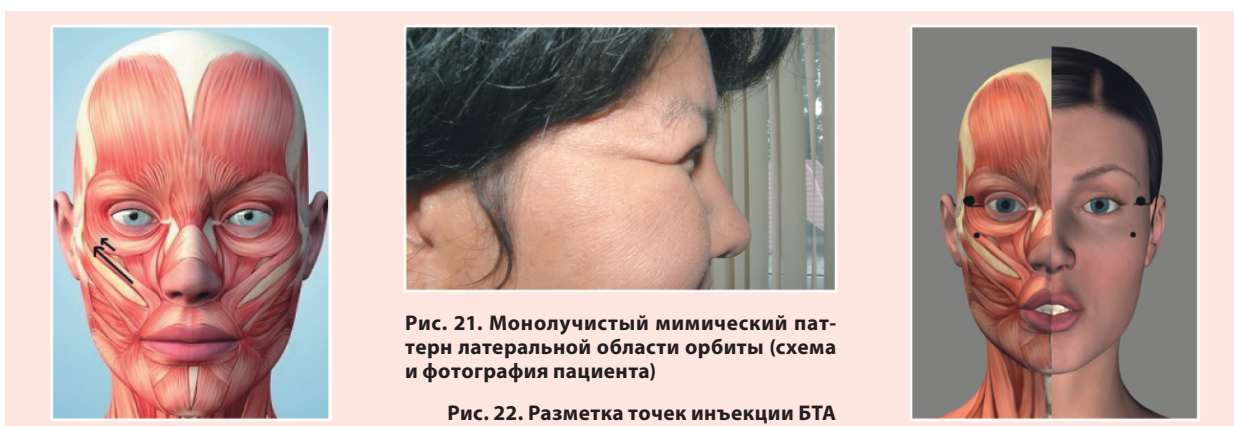 Рис. 21. Монолучистый мимический пат-
терн латеральной области орбиты (схема
и фотография пациента)
Рис. 22. Разметка точек инъекции БТА